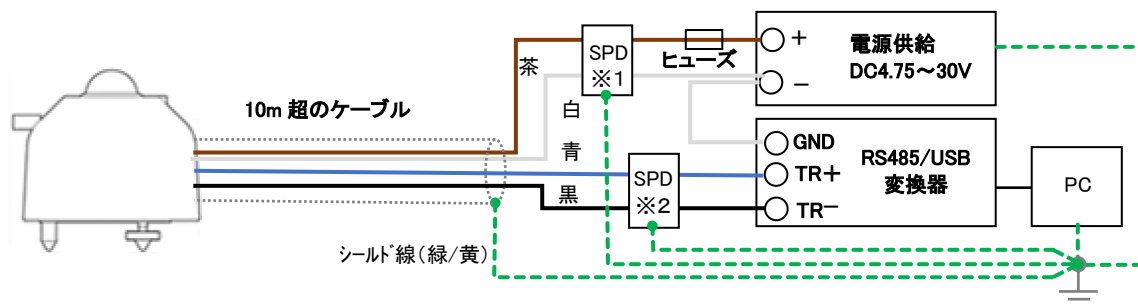 10m 超のケーブル
茶
白
青
黒
シールド線(緑/黄)
SPD
※1
ヒューズ
+
−
電源供給
DC4.75～30V
SPD
※2
GND
TR+
TR−
RS485/USB
変換器
PC